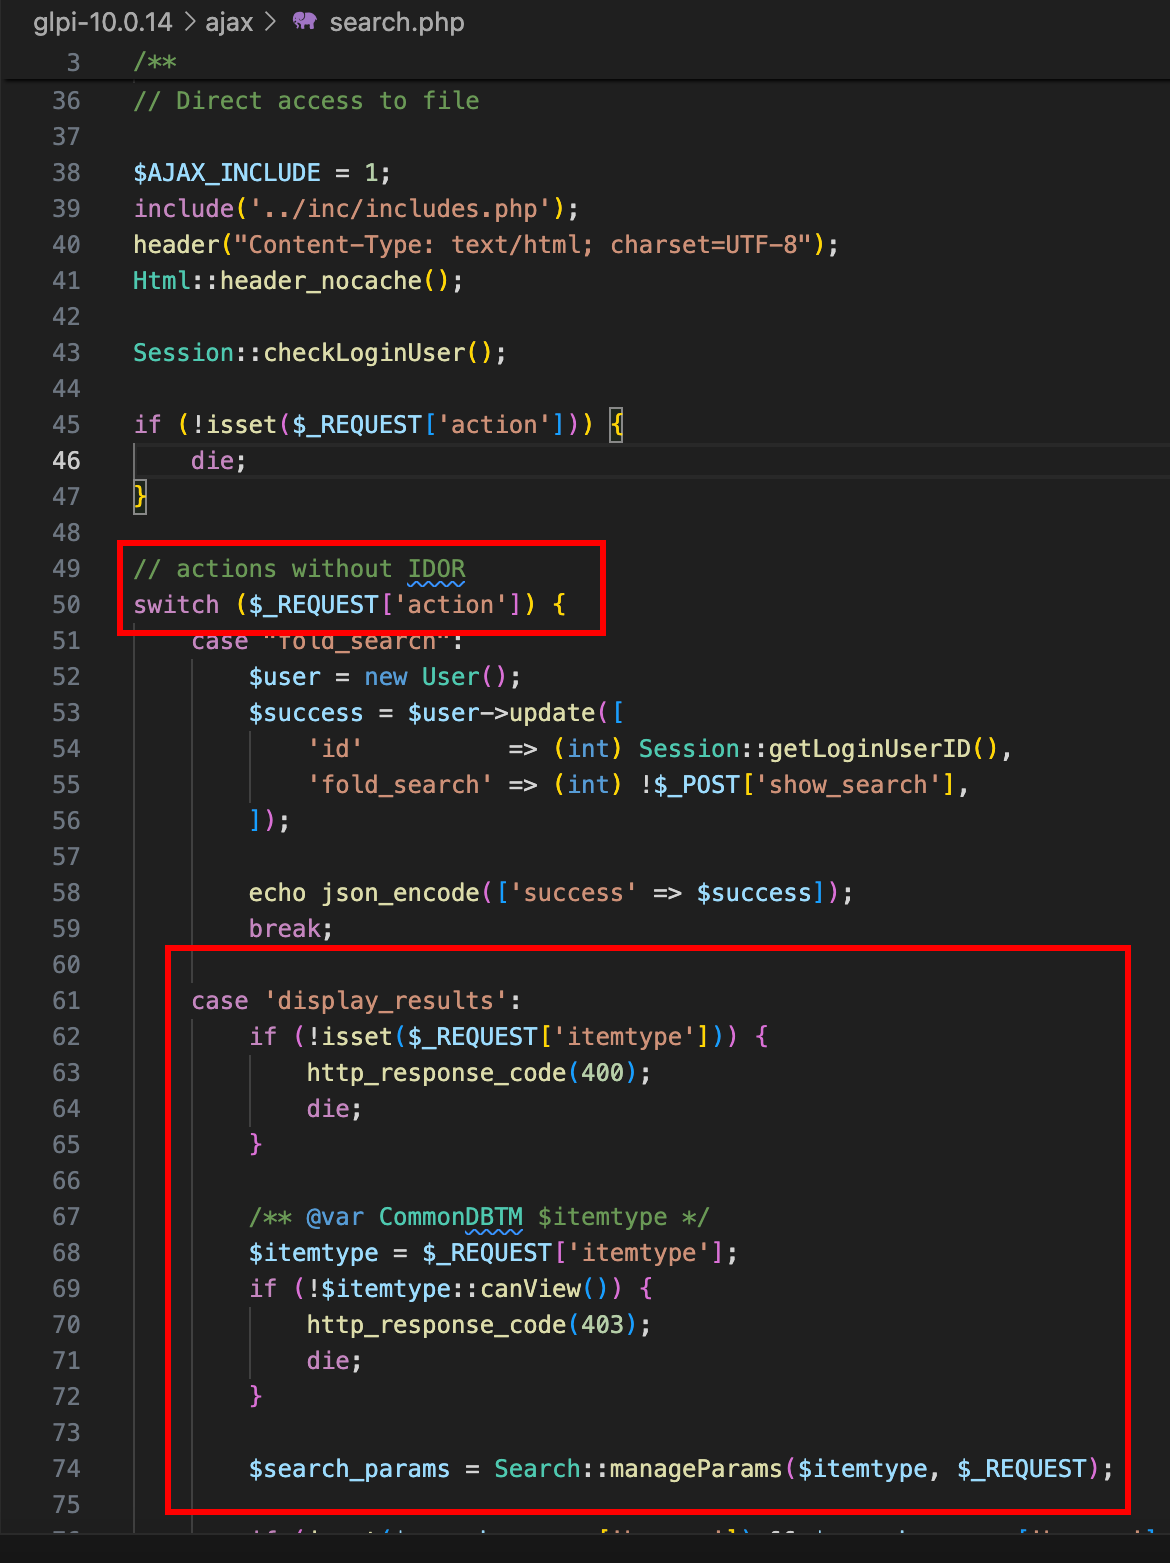 glpi-10.0.14 > ajax > search.php
3 /**
36 // Direct access to file
37
38 $AJAX_INCLUDE = 1;
39 include('../inc/includes.php');
40 header("Content-Type: text/html; charset=UTF-8");
41 Html::header_nocache();
42
43 Session::checkLoginUser();
44
45 if (!isset($_REQUEST['action'])) {
46     die;
47 }
48
49 // actions without IDOR
50 switch ($_REQUEST['action']) {
51     case "fold_search":
52         $user = new User();
53         $success = $user->update([
54             'id'          => (int) Session::getLoginUserID(),
55             'fold_search' => (int) !$_POST['show_search'],
56         ]);
57
58         echo json_encode(['success' => $success]);
59         break;
60
61     case 'display_results':
62         if (!isset($_REQUEST['itemtype'])) {
63             http_response_code(400);
64             die;
65         }
66
67         /** @var CommonDBTM $itemtype */
68         $itemtype = $_REQUEST['itemtype'];
69         if (!$itemtype::canView()) {
70             http_response_code(403);
71             die;
72         }
73
74         $search_params = Search::manageParams($itemtype, $_REQUEST);
75